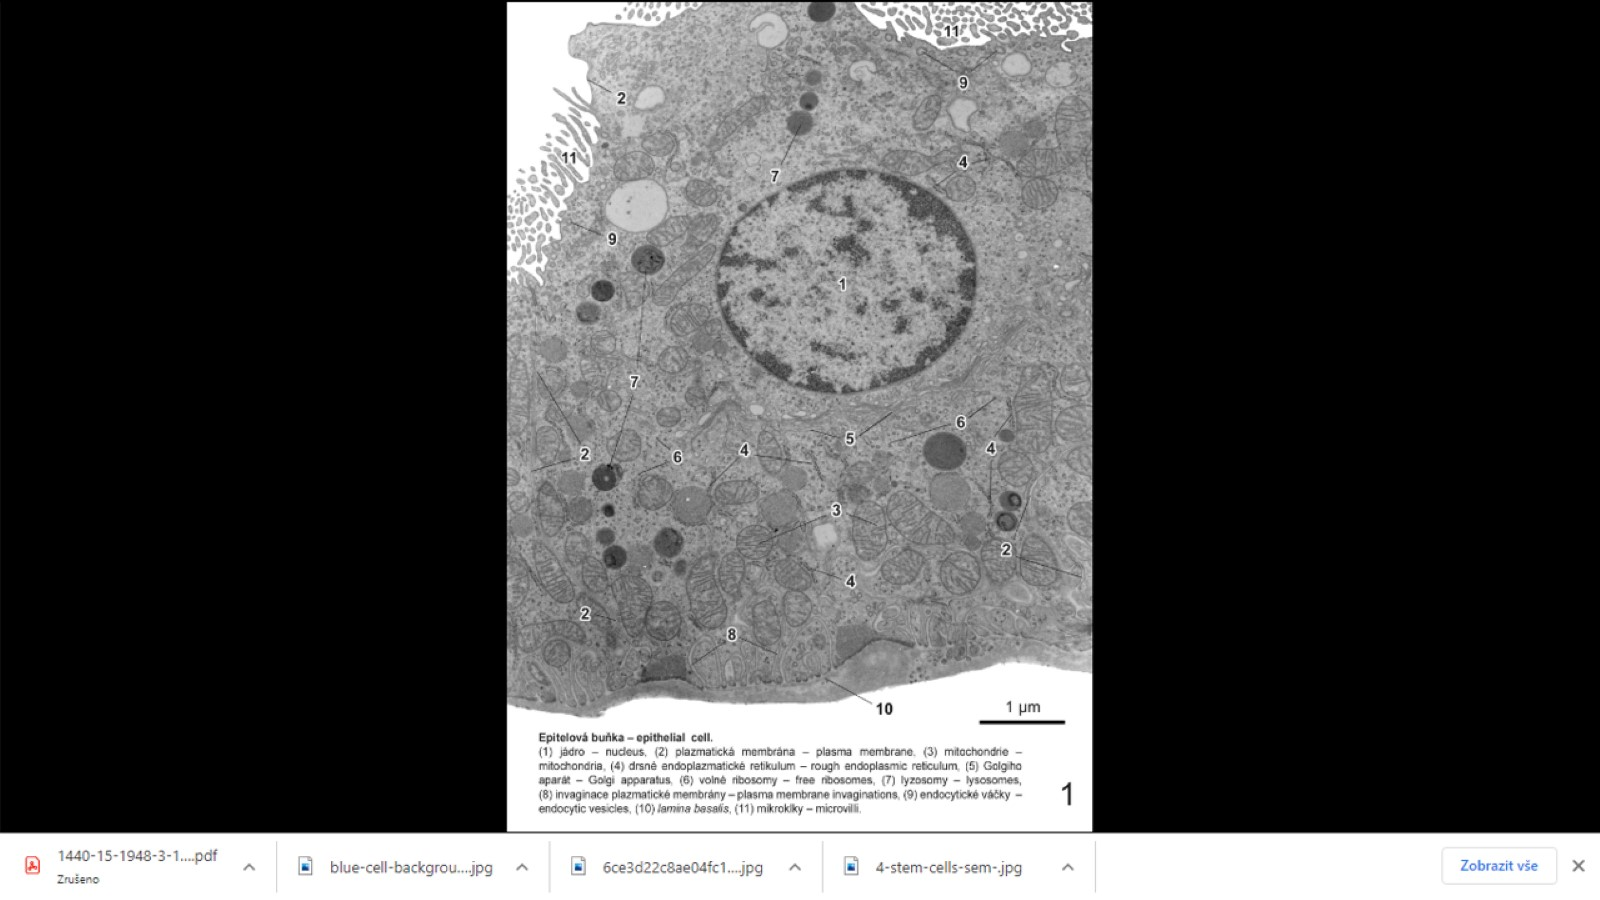 11
9
2
11
4
7
9
1
7
6
5
4
4
2
6
3
2
4
2
8
10
1 µm
Epitelová buňka – epithelial cell.
(1) jádro – nucleus, (2) plazmatická membrána – plasma membrane, (3) mitochondrie –
mitochondria, (4) drsné endoplazmatické retikulum – rough endoplasmic reticulum, (5) Golgiho
aparát – Golgi apparatus, (6) volné ribosomy – free ribosomes, (7) lyzosomy – lysosomes,
(8) invaginace plazmatické membrány – plasma membrane invaginations, (9) endocytické váčky –
endocytic vesicles, (10) lamina basalis, (11) mikroklky – microvilli.
1
1440-15-1948-3-1....pdf
Zrušeno
blue-cell-backgrou....jpg
6ce3d22c8ae04fc1....jpg
4-stem-cells-sem-.jpg
Zobrazit vše